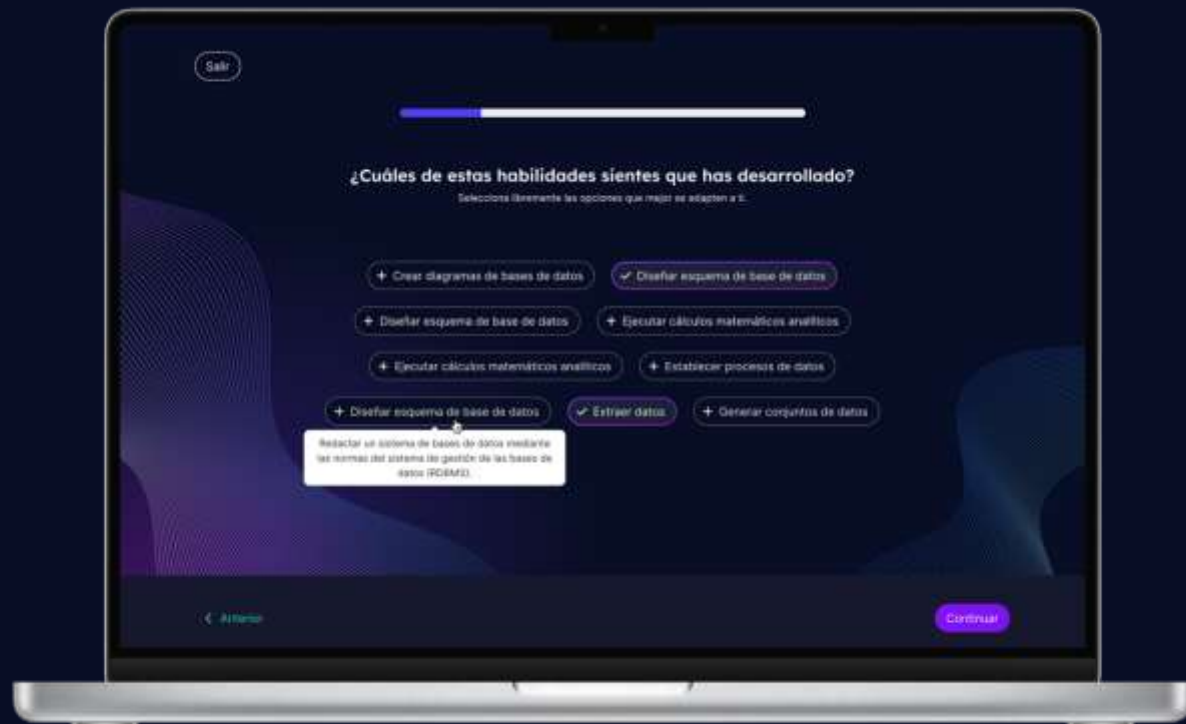 Salir
¿Cuáles de estas habilidades sientes que has desarrollado?
Selecciona libremente las opciones que mejor se adapten a ti.
+ Crear diagramas de bases de datos
✓ Diseñar esquema de base de datos
+ Diseñar esquema de base de datos
+ Ejecutar cálculos matemáticos analíticos
+ Ejecutar cálculos matemáticos analíticos
+ Establecer procesos de datos
+ Diseñar esquema de base de datos
✓ Extraer datos
+ Generar conjuntos de datos
Redactar un sistema de bases de datos mediante
las normas del sistema de gestión de las bases de
datos (RDBMS).
< Anterior
Continuar